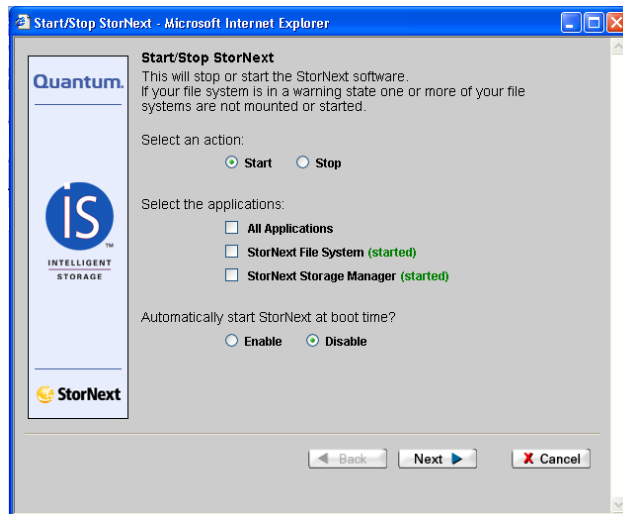 Start/Stop StorNext - Microsoft Internet Explorer
Quantum.
iS
TM
INTELLIGENT
STORAGE
StorNext
Start/Stop StorNext
This will stop or start the StorNext software.
If your file system is in a warning state one or more of your file
systems are not mounted or started.
Select an action:
Start Stop
Select the applications:
All Applications
StorNext File System (started)
StorNext Storage Manager (started)
Automatically start StorNext at boot time?
Enable Disable
Back Next Cancel